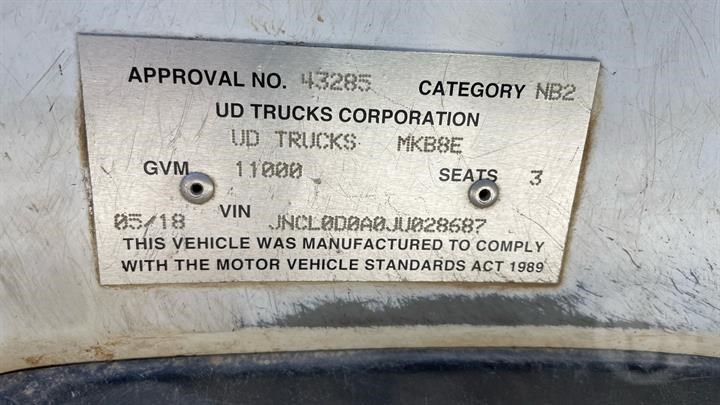 APPROVAL NO. 43285 CATEGORY NB2
UD TRUCKS CORPORATION
UD TRUCKS MKB8E
GVM 11000 SEATS 3
05/18 VIN JNCL0D0A0JU028687
THIS VEHICLE WAS MANUFACTURED TO COMPLY
WITH THE MOTOR VEHICLE STANDARDS ACT 1989